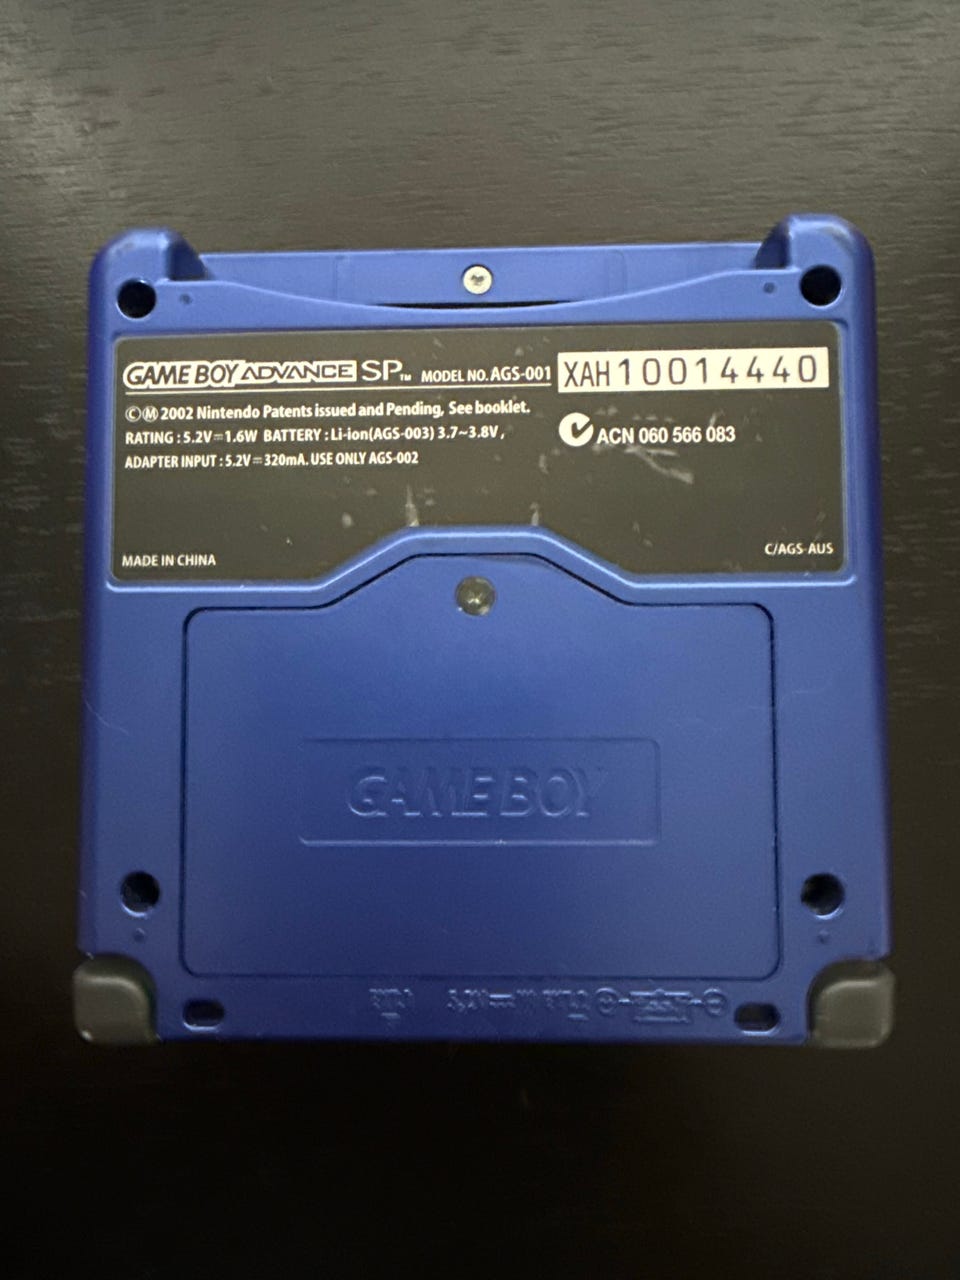 GAME BOY ADVANCE SP™ MODEL NO. AGS-001 XAH10014440
©Ⓜ 2002 Nintendo Patents issued and Pending, See booklet.
RATING : 5.2V⎓1.6W BATTERY : Li-ion(AGS-003) 3.7~3.8V,
ACN 060 566 083
ADAPTER INPUT : 5.2V⎓320mA. USE ONLY AGS-002
MADE IN CHINA
C/AGS-AUS
GAME BOY